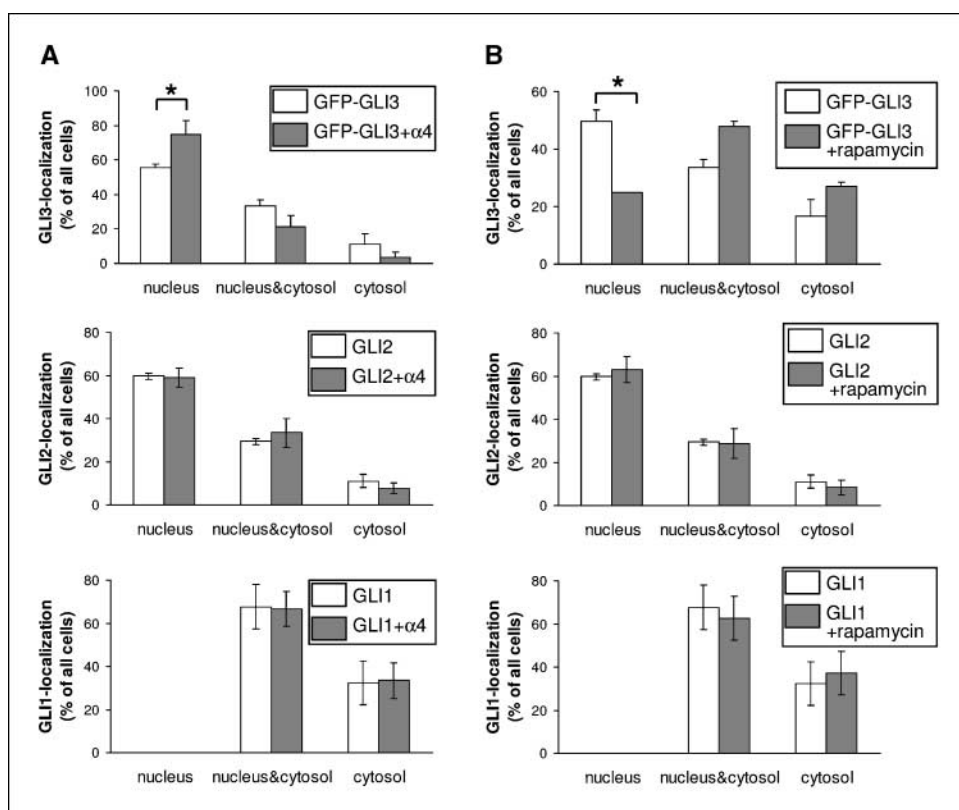 A
GLI3-localization
(% of all cells)
100
80
60
40
20
0
*
GFP-GLI3
GFP-GLI3+α4
nucleus
nucleus&cytosol
cytosol
GLI2-localization
(% of all cells)
80
60
40
20
0
GLI2
GLI2+α4
nucleus
nucleus&cytosol
cytosol
GLI1-localization
(% of all cells)
80
60
40
20
0
GLI1
GLI1+α4
nucleus
nucleus&cytosol
cytosol
B
GLI3-localization
(% of all cells)
60
40
20
0
*
GFP-GLI3
GFP-GLI3
+rapamycin
nucleus
nucleus&cytosol
cytosol
GLI2-localization
(% of all cells)
80
60
40
20
0
GLI2
GLI2
+rapamycin
nucleus
nucleus&cytosol
cytosol
GLI1-localization
(% of all cells)
80
60
40
20
0
GLI1
GLI1
+rapamycin
nucleus
nucleus&cytosol
cytosol